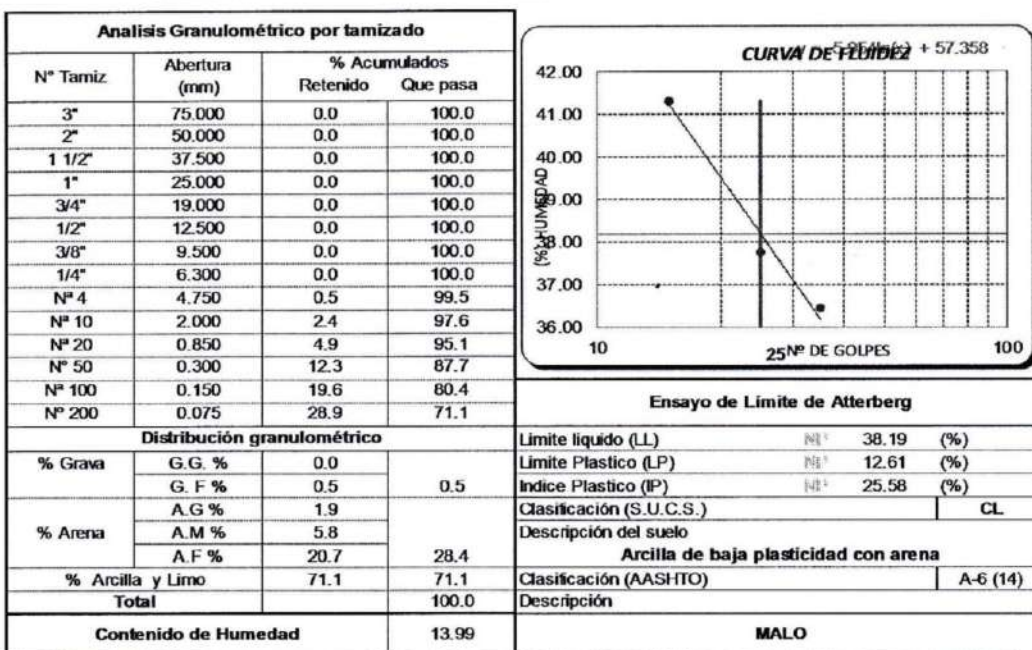 Analisis Granulométrico por tamizado
N° Tamiz Abertura (mm) % Acumulados
Retenido Que pasa
3" 75.000 0.0 100.0
2" 50.000 0.0 100.0
1 1/2" 37.500 0.0 100.0
1" 25.000 0.0 100.0
3/4" 19.000 0.0 100.0
1/2" 12.500 0.0 100.0
3/8" 9.500 0.0 100.0
1/4" 6.300 0.0 100.0
Nª 4 4.750 0.5 99.5
Nª 10 2.000 2.4 97.6
Nª 20 0.850 4.9 95.1
N° 50 0.300 12.3 87.7
Nª 100 0.150 19.6 80.4
Nº 200 0.075 28.9 71.1
Distribución granulométrico
% Grava G.G. % 0.0
G. F % 0.5 0.5
A.G % 1.9
% Arena A.M % 5.8
A.F % 20.7 28.4
% Arcilla y Limo 71.1 71.1
Total 100.0
Contenido de Humedad 13.99
CURVA DE FLUIDEZ + 57.358
42.00
41.00
40.00
39.00
38.00
37.00
36.00
(%) HUMEDAD
10 25 Nº DE GOLPES 100
Ensayo de Limite de Atterberg
Limite liquido (LL) 38.19 (%)
Limite Plastico (LP) 12.61 (%)
Indice Plastico (IP) 25.58 (%)
Clasificación (S.U.C.S.) CL
Descripción del suelo
Arcilla de baja plasticidad con arena
Clasificación (AASHTO) A-6 (14)
Descripción
MALO